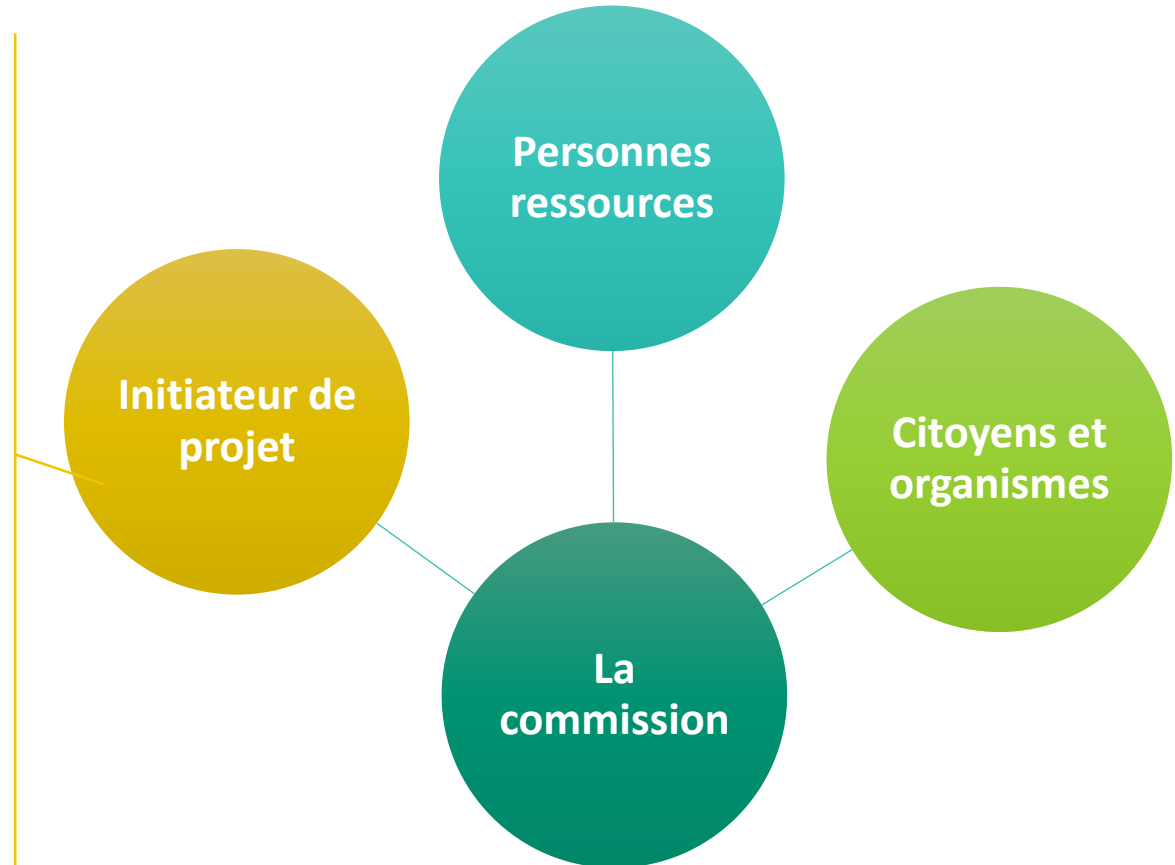 Personnes
ressources
Initiateur de
projet
Citoyens et
organismes
La
commission